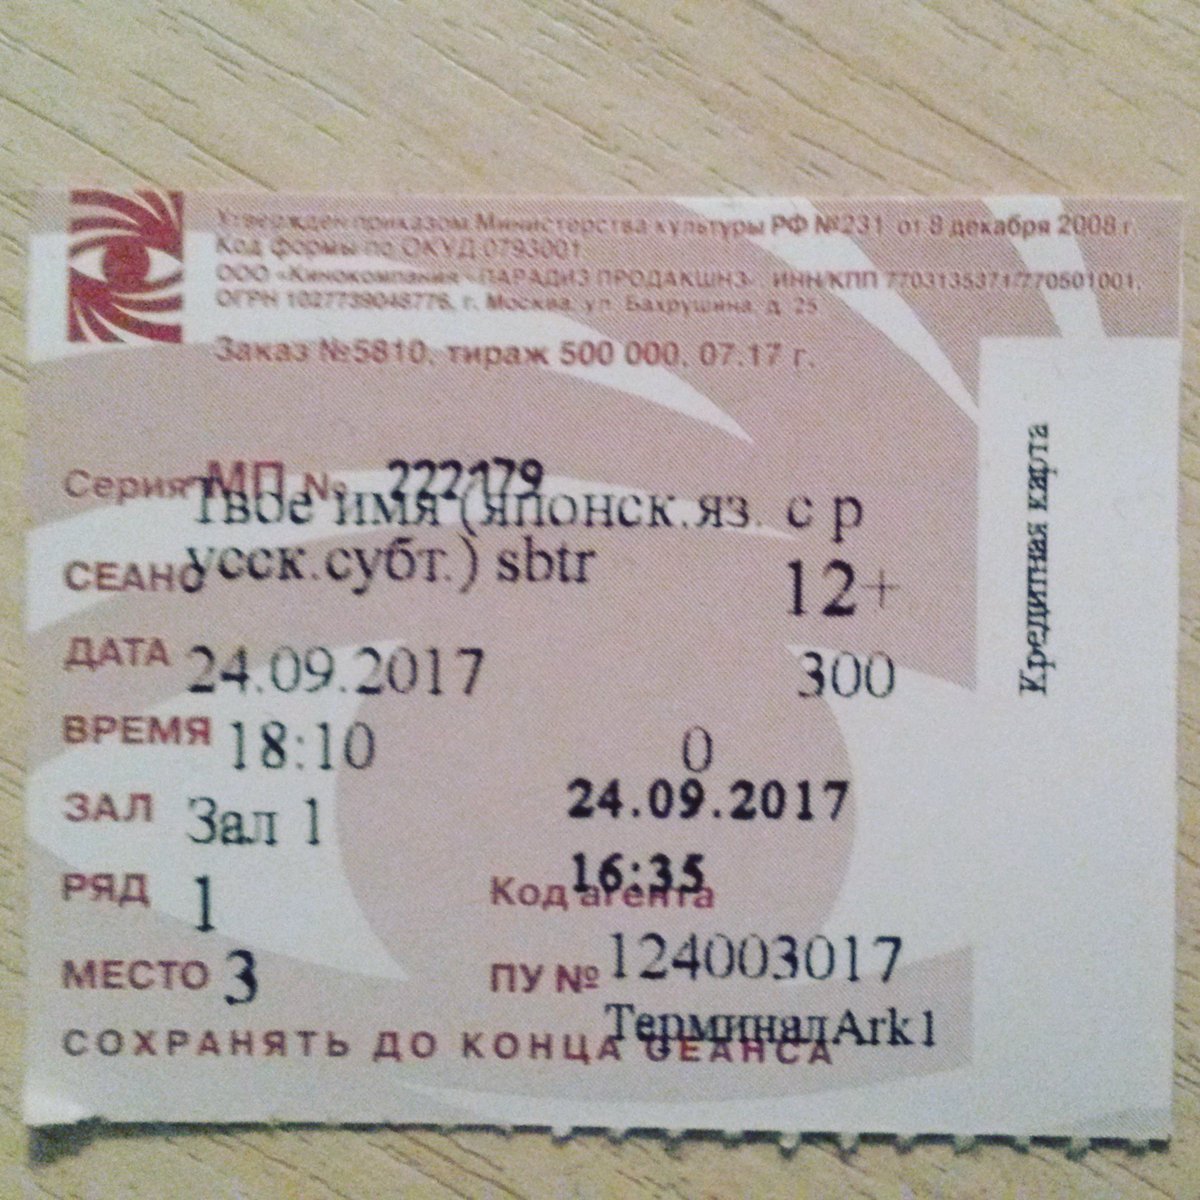 Утвержден приказом Министерства культуры РФ №231 от 8 декабря 2008 г.
Код формы по ОКУД 0793001
ООО «Кинокомпания «ПАРАДИЗ ПРОДАКШНЗ», ИНН/КПП 7703135371/770501001,
ОГРН 1027739048776, г. Москва, ул. Бахрушина, д. 25
Заказ №5810, тираж 500 000. 07.17 г.
Серия МП № 222179
Твое имя (японск.яз. с р
СЕАНС усск.субт.) sbtr 12+
ДАТА 24.09.2017 300
ВРЕМЯ 18:10 0
ЗАЛ Зал 1 24.09.2017
16:35
РЯД 1 Код агента
МЕСТО 3 ПУ № 124003017
ТерминалArk1
СОХРАНЯТЬ ДО КОНЦА СЕАНСА
Кредитная карта